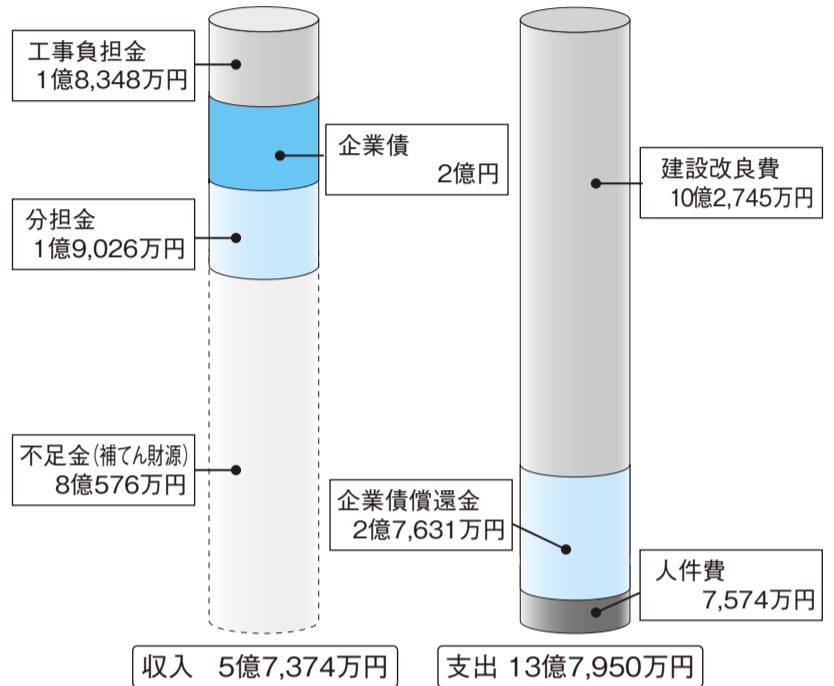 工事負担金
1億8,348万円
企業債
2億円
分担金
1億9,026万円
不足金(補てん財源)
8億576万円
収入 5億7,374万円
建設改良費
10億2,745万円
企業債償還金
2億7,631万円
人件費
7,574万円
支出 13億7,950万円